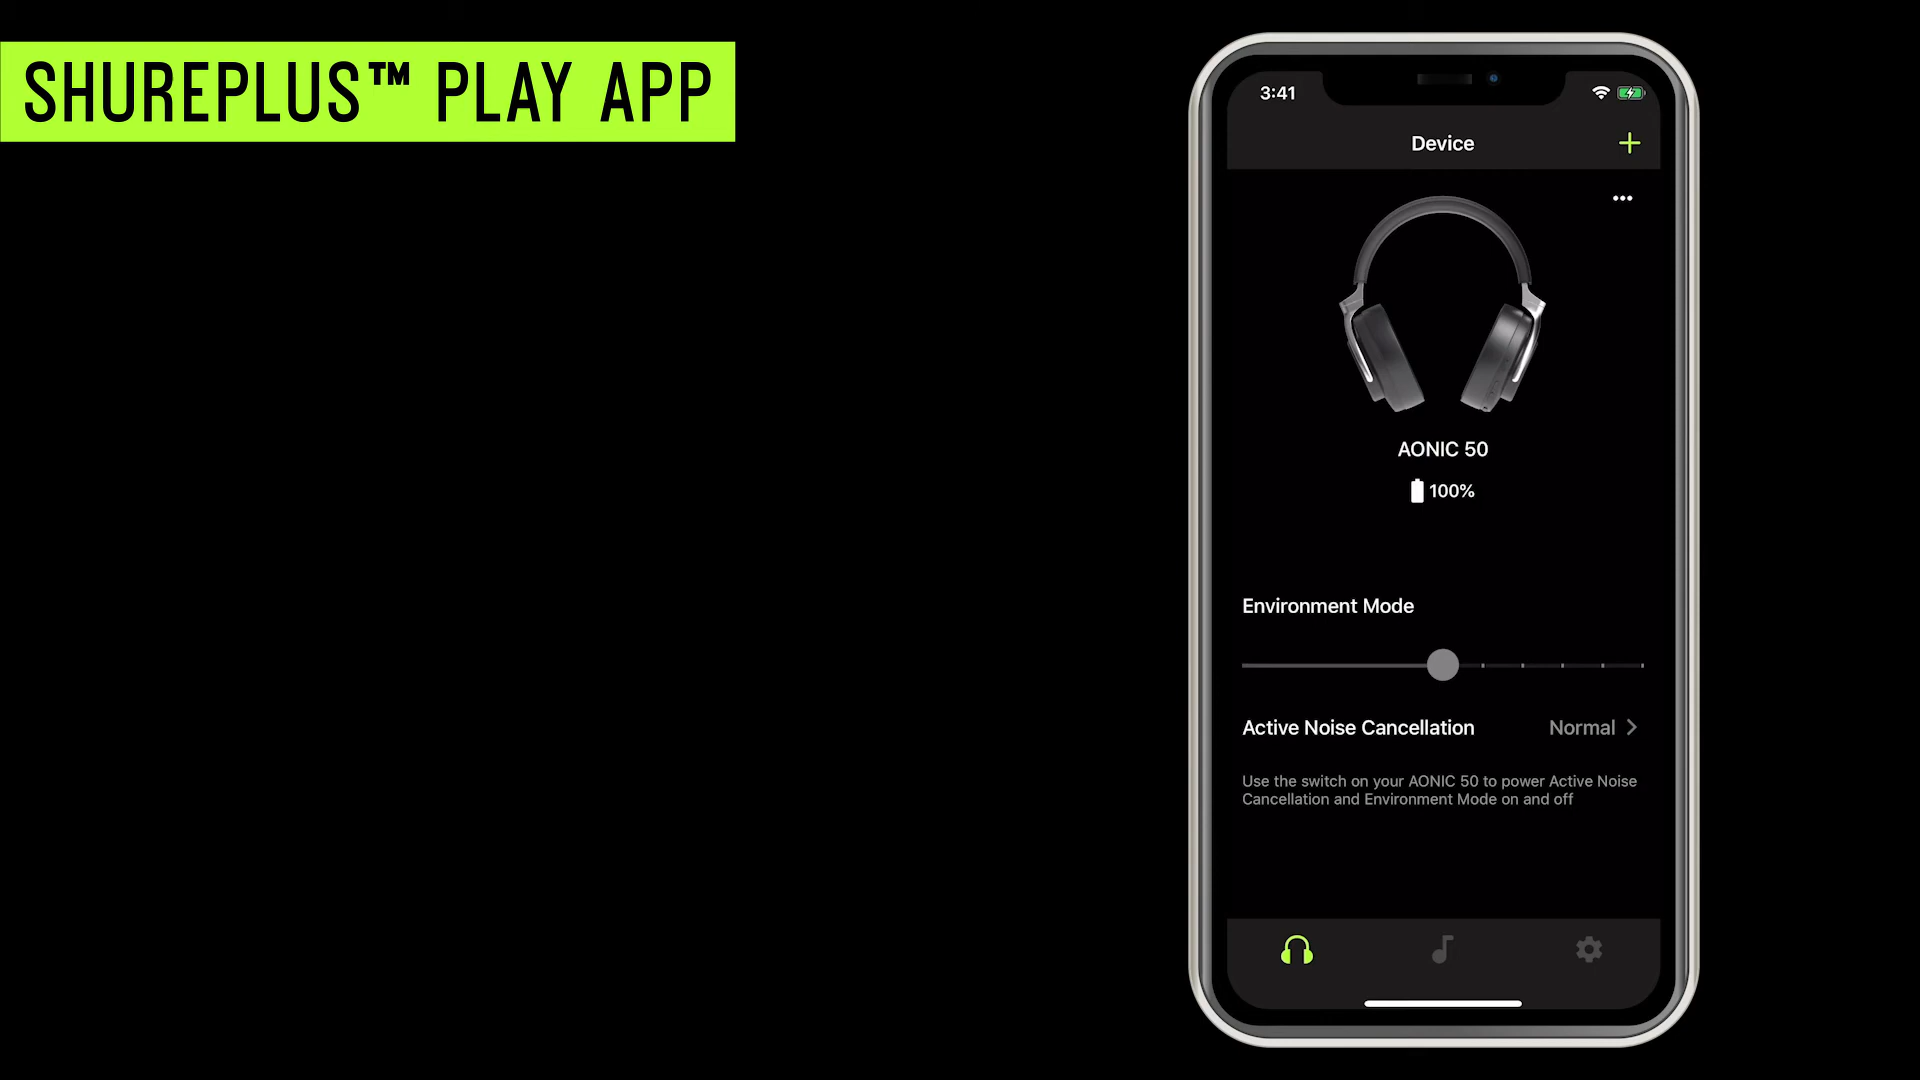 SHUREPLUS™ PLAY APP
3:41
Device
AONIC 50
100%
Environment Mode
Active Noise Cancellation Normal
Use the switch on your AONIC 50 to power Active Noise
Cancellation and Environment Mode on and off